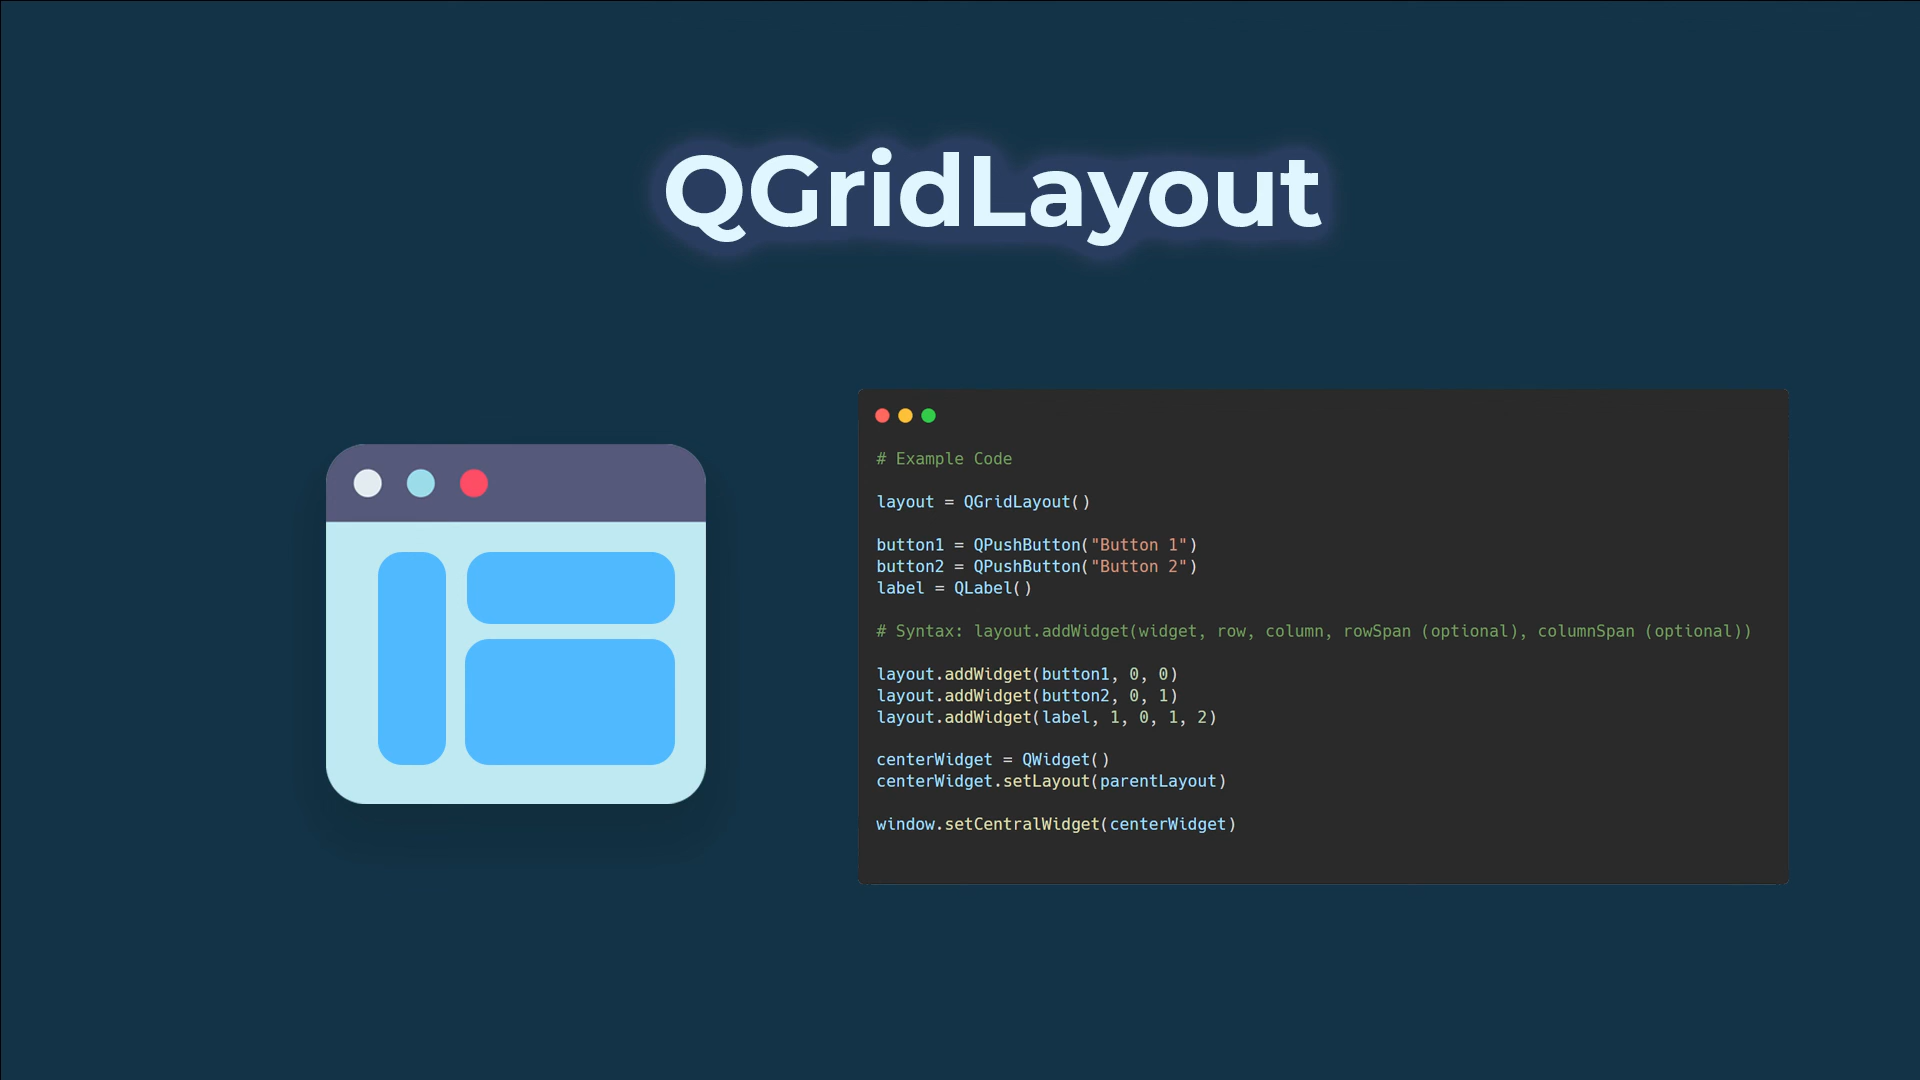 QGridLayout
# Example Code
layout = QGridLayout()
button1 = QPushButton("Button 1")
button2 = QPushButton("Button 2")
label = QLabel()
# Syntax: layout.addWidget(widget, row, column, rowSpan (optional), columnSpan (optional))
layout.addWidget(button1, 0, 0)
layout.addWidget(button2, 0, 1)
layout.addWidget(label, 1, 0, 1, 2)
centerWidget = QWidget()
centerWidget.setLayout(parentLayout)
window.setCentralWidget(centerWidget)